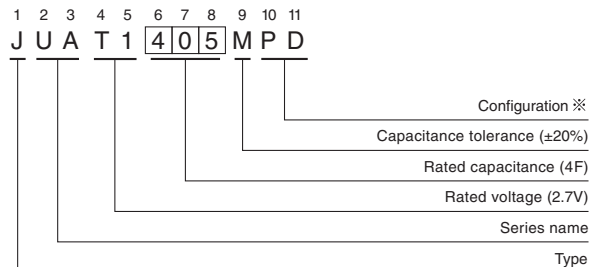 1 2 3 4 5 6 7 8 9 10 11
J U A T 1 4 0 5 M P D
Configuration ※
Capacitance tolerance (±20%)
Rated capacitance (4F)
Rated voltage (2.7V)
Series name
Type